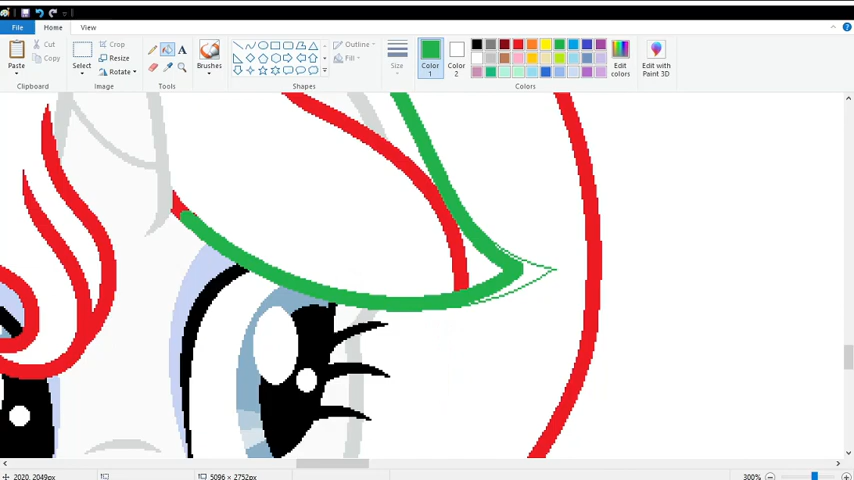 File Home View
Paste Cut Copy Select Crop Resize Rotate A Brushes Outline Fill Size Color 1 Color 2 Edit colors Edit with Paint 3D
Clipboard Image Tools Shapes Colors
2020, 2049px 5096 × 2752px 300%